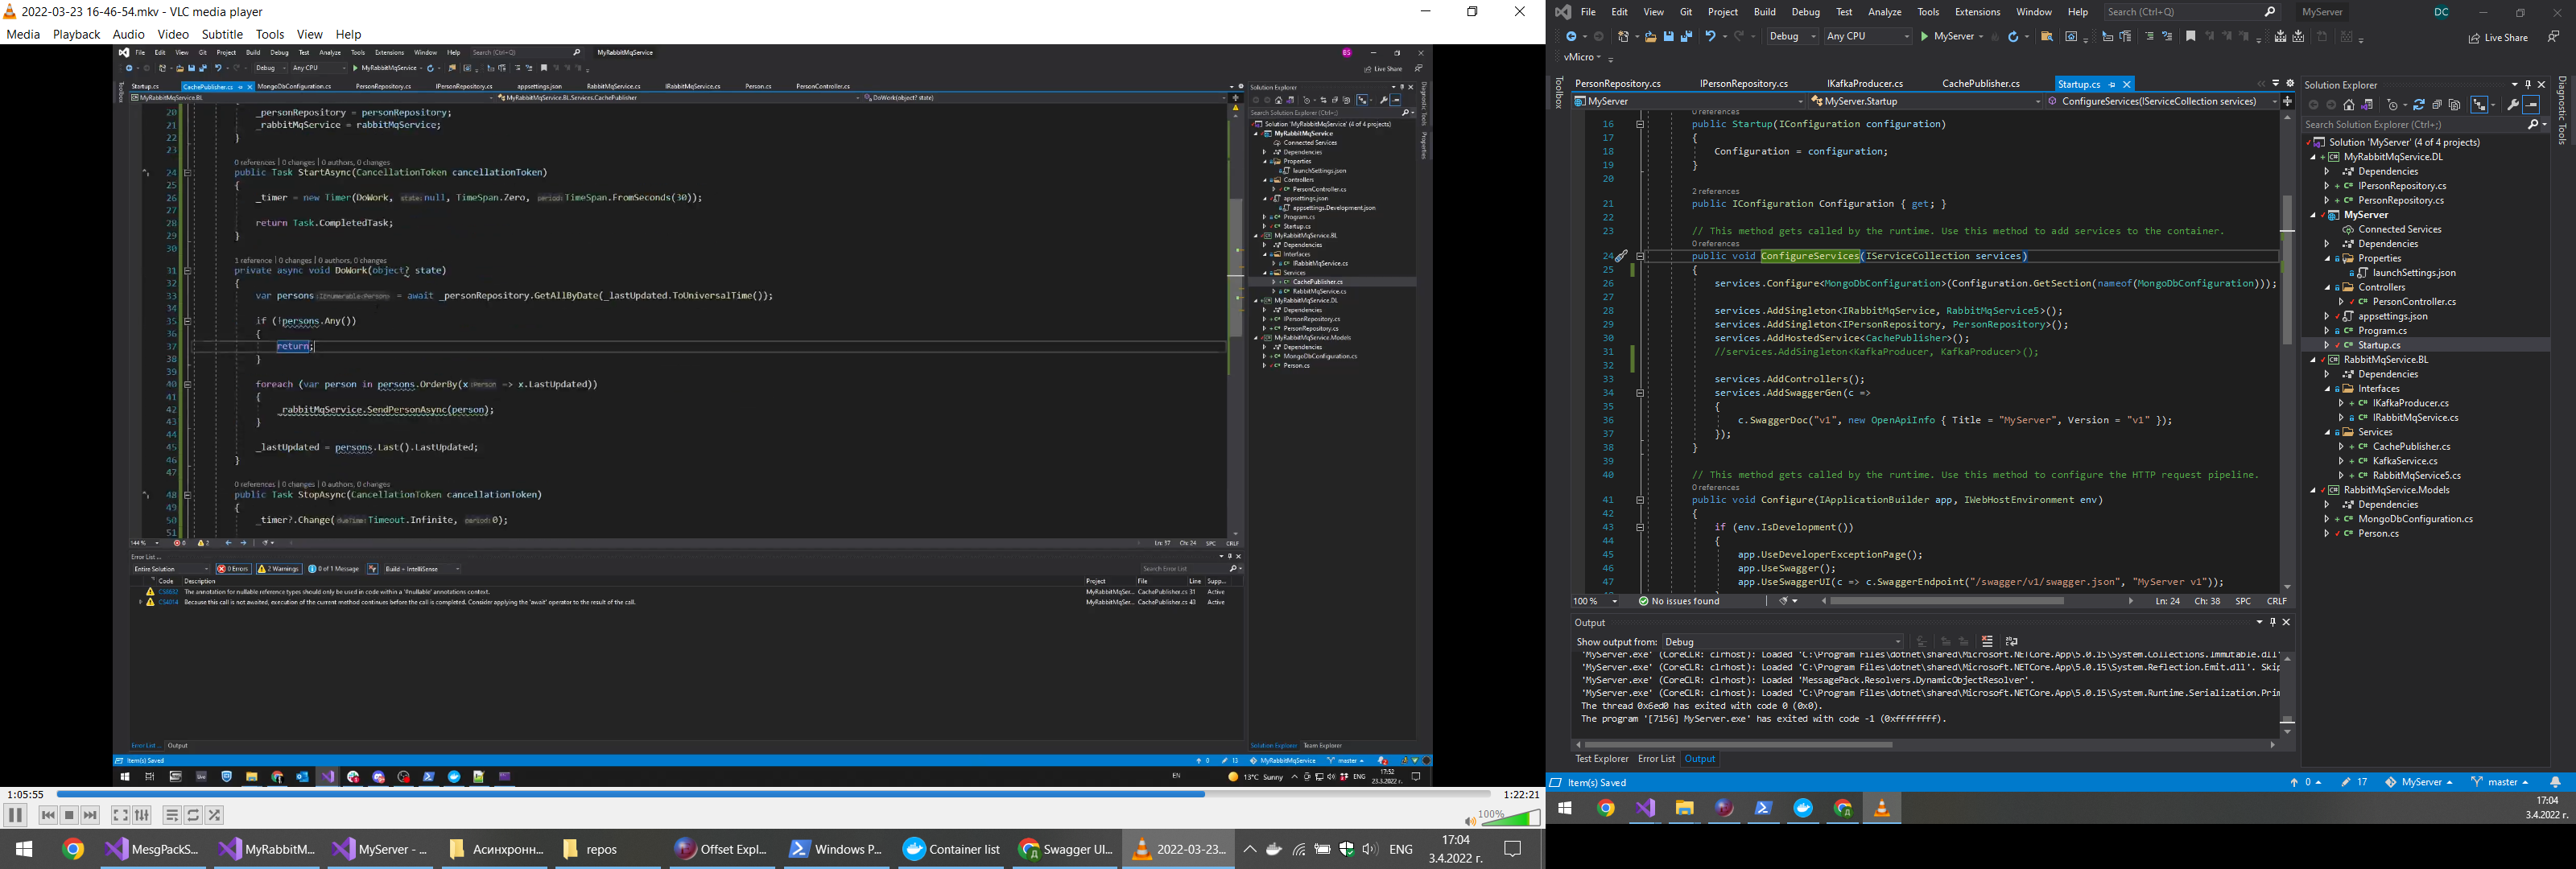 2022-03-23 16-46-54.mkv - VLC media player
Media Playback Audio Video Subtitle Tools View Help
File Edit View Git Project Build Debug Test Analyze Tools Extensions Window Help Search (Ctrl+Q) MyRabbitMqService BS
Debug Any CPU MyRabbitMqService Live Share
Startup.cs CachePublisher.cs MongoDbConfiguration.cs PersonRepository.cs IPersonRepository.cs appsettings.json RabbitMqService.cs IRabbitMqService.cs Person.cs PersonController.cs
MyRabbitMqService.BL MyRabbitMqService.BL.Services.CachePublisher DoWork(object? state)
20 _personRepository = personRepository;
21 _rabbitMqService = rabbitMqService;
22 }
23
0 references | 0 changes | 0 authors, 0 changes
24 public Task StartAsync(CancellationToken cancellationToken)
25 {
26 _timer = new Timer(DoWork, state: null, TimeSpan.Zero, period: TimeSpan.FromSeconds(30));
27
28 return Task.CompletedTask;
29 }
30
1 reference | 0 changes | 0 authors, 0 changes
31 private async void DoWork(object? state)
32 {
33 var persons IEnumerable<Person> = await _personRepository.GetAllByDate(_lastUpdated.ToUniversalTime());
34
35 if (!persons.Any())
36 {
37 return;
38 }
39
40 foreach (var person in persons.OrderBy(x Person => x.LastUpdated))
41 {
42 _rabbitMqService.SendPersonAsync(person);
43 }
44
45 _lastUpdated = persons.Last().LastUpdated;
46 }
47
0 references | 0 changes | 0 authors, 0 changes
48 public Task StopAsync(CancellationToken cancellationToken)
49 {
50 _timer?.Change(dueTime: Timeout.Infinite, period: 0);
51
144 % 0 2 Ln: 37 Ch: 24 SPC CRLF
Error List ...
Entire Solution 0 Errors 2 Warnings 0 of 1 Message Build + IntelliSense Search Error List
Code Description Project File Line Supp...
CS8632 The annotation for nullable reference types should only be used in code within a '#nullable' annotations context. MyRabbitMqSer... CachePublisher.cs 31 Active
CS4014 Because this call is not awaited, execution of the current method continues before the call is completed. Consider applying the 'await' operator to the result of the call. MyRabbitMqSer... CachePublisher.cs 43 Active
Error List ... Output
Item(s) Saved 0 13 MyRabbitMqService master
EN 13°C Sunny ENG 17:52 23.3.2022 г.
Solution Explorer
Search Solution Explorer (Ctrl+;)
Solution 'MyRabbitMqService' (4 of 4 projects)
MyRabbitMqService
Connected Services
Dependencies
Properties
launchSettings.json
Controllers
PersonController.cs
appsettings.json
appsettings.Development.json
Program.cs
Startup.cs
MyRabbitMqService.BL
Dependencies
Interfaces
IRabbitMqService.cs
Services
CachePublisher.cs
RabbitMqService.cs
MyRabbitMqService.DL
Dependencies
IPersonRepository.cs
PersonRepository.cs
MyRabbitMqService.Models
Dependencies
MongoDbConfiguration.cs
Person.cs
Solution Explorer Team Explorer
Toolbox
Diagnostic Tools
Properties
1:05:55 1:22:21
100%
MesgPackS... MyRabbitM... MyServer - ... Асинхронн... repos Offset Expl... Windows P... Container list Swagger UI... 2022-03-23... ENG 17:04 3.4.2022 г.
File Edit View Git Project Build Debug Test Analyze Tools Extensions Window Help Search (Ctrl+Q) MyServer DC
Debug Any CPU MyServer Live Share
vMicro
PersonRepository.cs IPersonRepository.cs IKafkaProducer.cs CachePublisher.cs Startup.cs
MyServer MyServer.Startup ConfigureServices(IServiceCollection services)
0 references
16 public Startup(IConfiguration configuration)
17 {
18 Configuration = configuration;
19 }
20
2 references
21 public IConfiguration Configuration { get; }
22
23 // This method gets called by the runtime. Use this method to add services to the container.
0 references
24 public void ConfigureServices(IServiceCollection services)
25 {
26 services.Configure<MongoDbConfiguration>(Configuration.GetSection(nameof(MongoDbConfiguration)));
27
28 services.AddSingleton<IRabbitMqService, RabbitMqService5>();
29 services.AddSingleton<IPersonRepository, PersonRepository>();
30 services.AddHostedService<CachePublisher>();
31 //services.AddSingleton<KafkaProducer, KafkaProducer>();
32
33 services.AddControllers();
34 services.AddSwaggerGen(c =>
35 {
36 c.SwaggerDoc("v1", new OpenApiInfo { Title = "MyServer", Version = "v1" });
37 });
38 }
39
40 // This method gets called by the runtime. Use this method to configure the HTTP request pipeline.
0 references
41 public void Configure(IApplicationBuilder app, IWebHostEnvironment env)
42 {
43 if (env.IsDevelopment())
44 {
45 app.UseDeveloperExceptionPage();
46 app.UseSwagger();
47 app.UseSwaggerUI(c => c.SwaggerEndpoint("/swagger/v1/swagger.json", "MyServer v1"));
100 % No issues found Ln: 24 Ch: 38 SPC CRLF
Output
Show output from: Debug
'MyServer.exe' (CoreCLR: clrhost): Loaded 'C:\Program Files\dotnet\shared\Microsoft.NETCore.App\5.0.15\System.Collections.Immutable.dll'
'MyServer.exe' (CoreCLR: clrhost): Loaded 'C:\Program Files\dotnet\shared\Microsoft.NETCore.App\5.0.15\System.Reflection.Emit.dll'. Skip
'MyServer.exe' (CoreCLR: clrhost): Loaded 'MessagePack.Resolvers.DynamicObjectResolver'.
'MyServer.exe' (CoreCLR: clrhost): Loaded 'C:\Program Files\dotnet\shared\Microsoft.NETCore.App\5.0.15\System.Runtime.Serialization.Prim
The thread 0x6ed0 has exited with code 0 (0x0).
The program '[7156] MyServer.exe' has exited with code -1 (0xffffffff).
Test Explorer Error List Output
Item(s) Saved 0 17 MyServer master
17:04
3.4.2022 г.
Toolbox
Solution Explorer
Search Solution Explorer (Ctrl+;)
Solution 'MyServer' (4 of 4 projects)
MyRabbitMqService.DL
Dependencies
IPersonRepository.cs
PersonRepository.cs
MyServer
Connected Services
Dependencies
Properties
launchSettings.json
Controllers
PersonController.cs
appsettings.json
Program.cs
Startup.cs
RabbitMqService.BL
Dependencies
Interfaces
IKafkaProducer.cs
IRabbitMqService.cs
Services
CachePublisher.cs
KafkaService.cs
RabbitMqService5.cs
RabbitMqService.Models
Dependencies
MongoDbConfiguration.cs
Person.cs
Diagnostic Tools